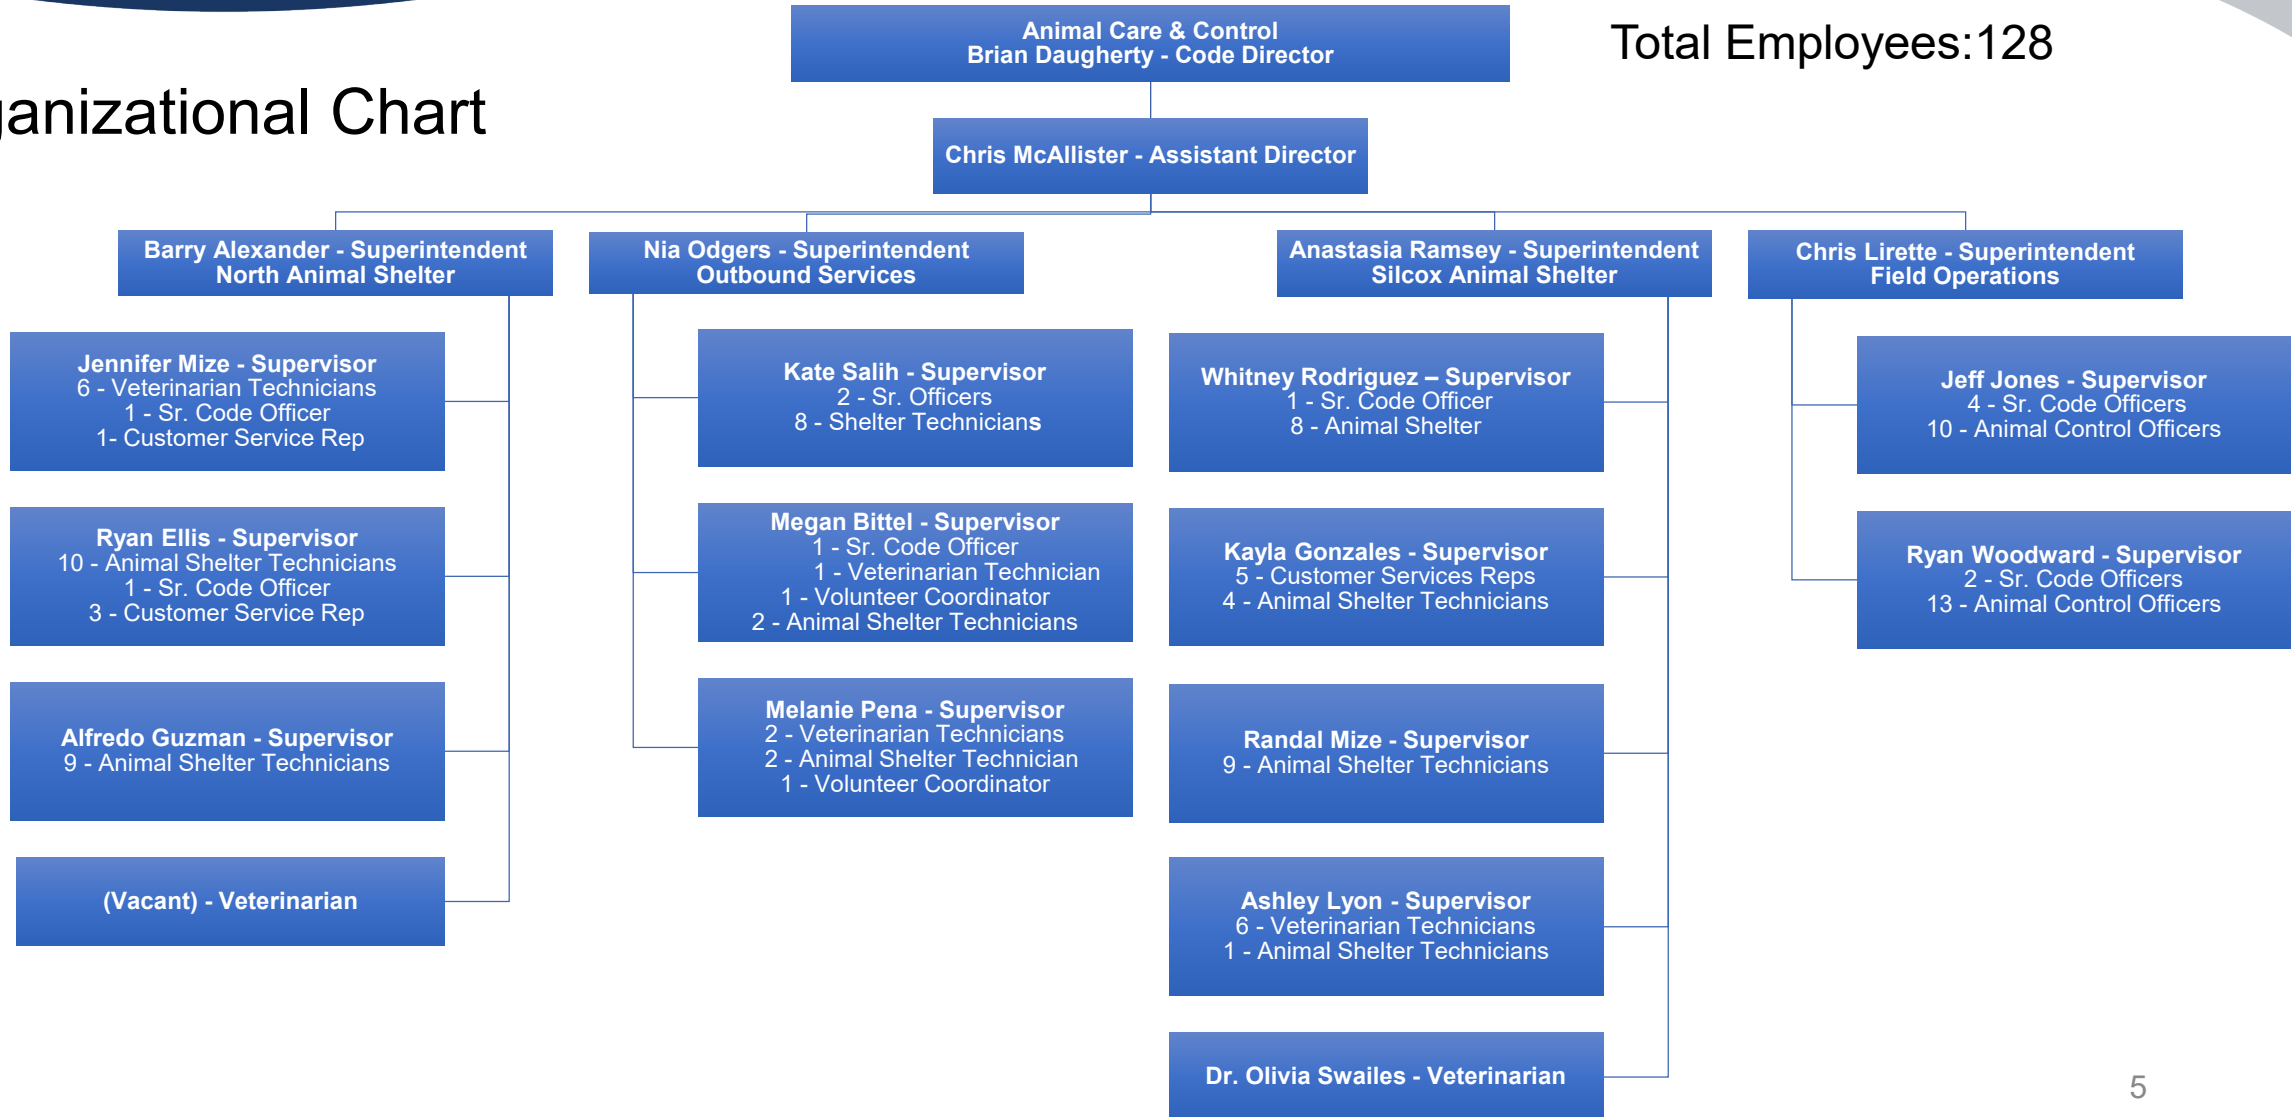 Animal Care & Control
Brian Daugherty - Code Director
Total Employees:128
ganizational Chart
Chris McAllister - Assistant Director
Barry Alexander - Superintendent
North Animal Shelter
Jennifer Mize - Supervisor
6 - Veterinarian Technicians
1 - Sr. Code Officer
1- Customer Service Rep
Ryan Ellis - Supervisor
10 - Animal Shelter Technicians
1 - Sr. Code Officer
3 - Customer Service Rep
Alfredo Guzman - Supervisor
9 - Animal Shelter Technicians
(Vacant) - Veterinarian
Nia Odgers - Superintendent
Outbound Services
Kate Salih - Supervisor
2 - Sr. Officers
8 - Shelter Technicians
Megan Bittel - Supervisor
1 - Sr. Code Officer
1 - Veterinarian Technician
1 - Volunteer Coordinator
2 - Animal Shelter Technicians
Melanie Pena - Supervisor
2 - Veterinarian Technicians
2 - Animal Shelter Technician
1 - Volunteer Coordinator
Anastasia Ramsey - Superintendent
Silcox Animal Shelter
Whitney Rodriguez – Supervisor
1 - Sr. Code Officer
8 - Animal Shelter
Kayla Gonzales - Supervisor
5 - Customer Services Reps
4 - Animal Shelter Technicians
Randal Mize - Supervisor
9 - Animal Shelter Technicians
Ashley Lyon - Supervisor
6 - Veterinarian Technicians
1 - Animal Shelter Technicians
Dr. Olivia Swailes - Veterinarian
Chris Lirette - Superintendent
Field Operations
Jeff Jones - Supervisor
4 - Sr. Code Officers
10 - Animal Control Officers
Ryan Woodward - Supervisor
2 - Sr. Code Officers
13 - Animal Control Officers
5